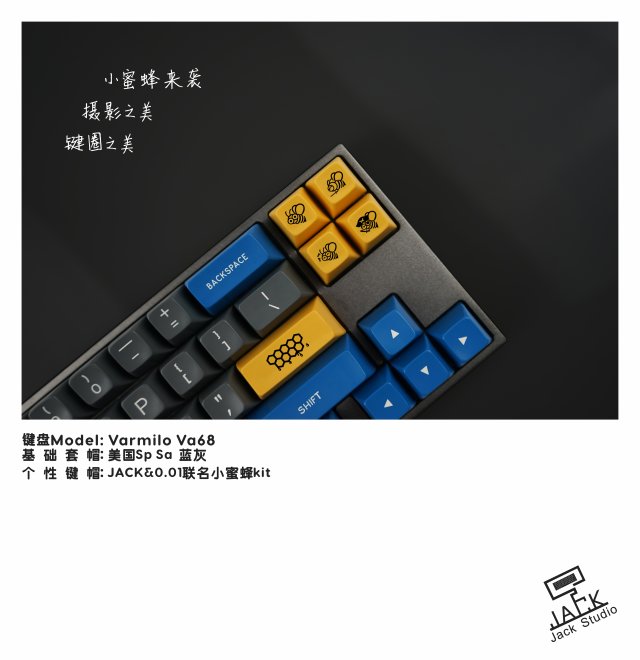 小蜜蜂来袭
摄影之美
键圈之美
BACKSPACE
+
=
|
\
—
-
}
]
{
[
)
0
P
"
'
(
SHIFT
键盘Model: Varmilo Va68
基 础 套 帽: 美国Sp Sa 蓝灰
个 性 键 帽: JACK&0.01联名小蜜蜂kit
JACK
Jack Studio